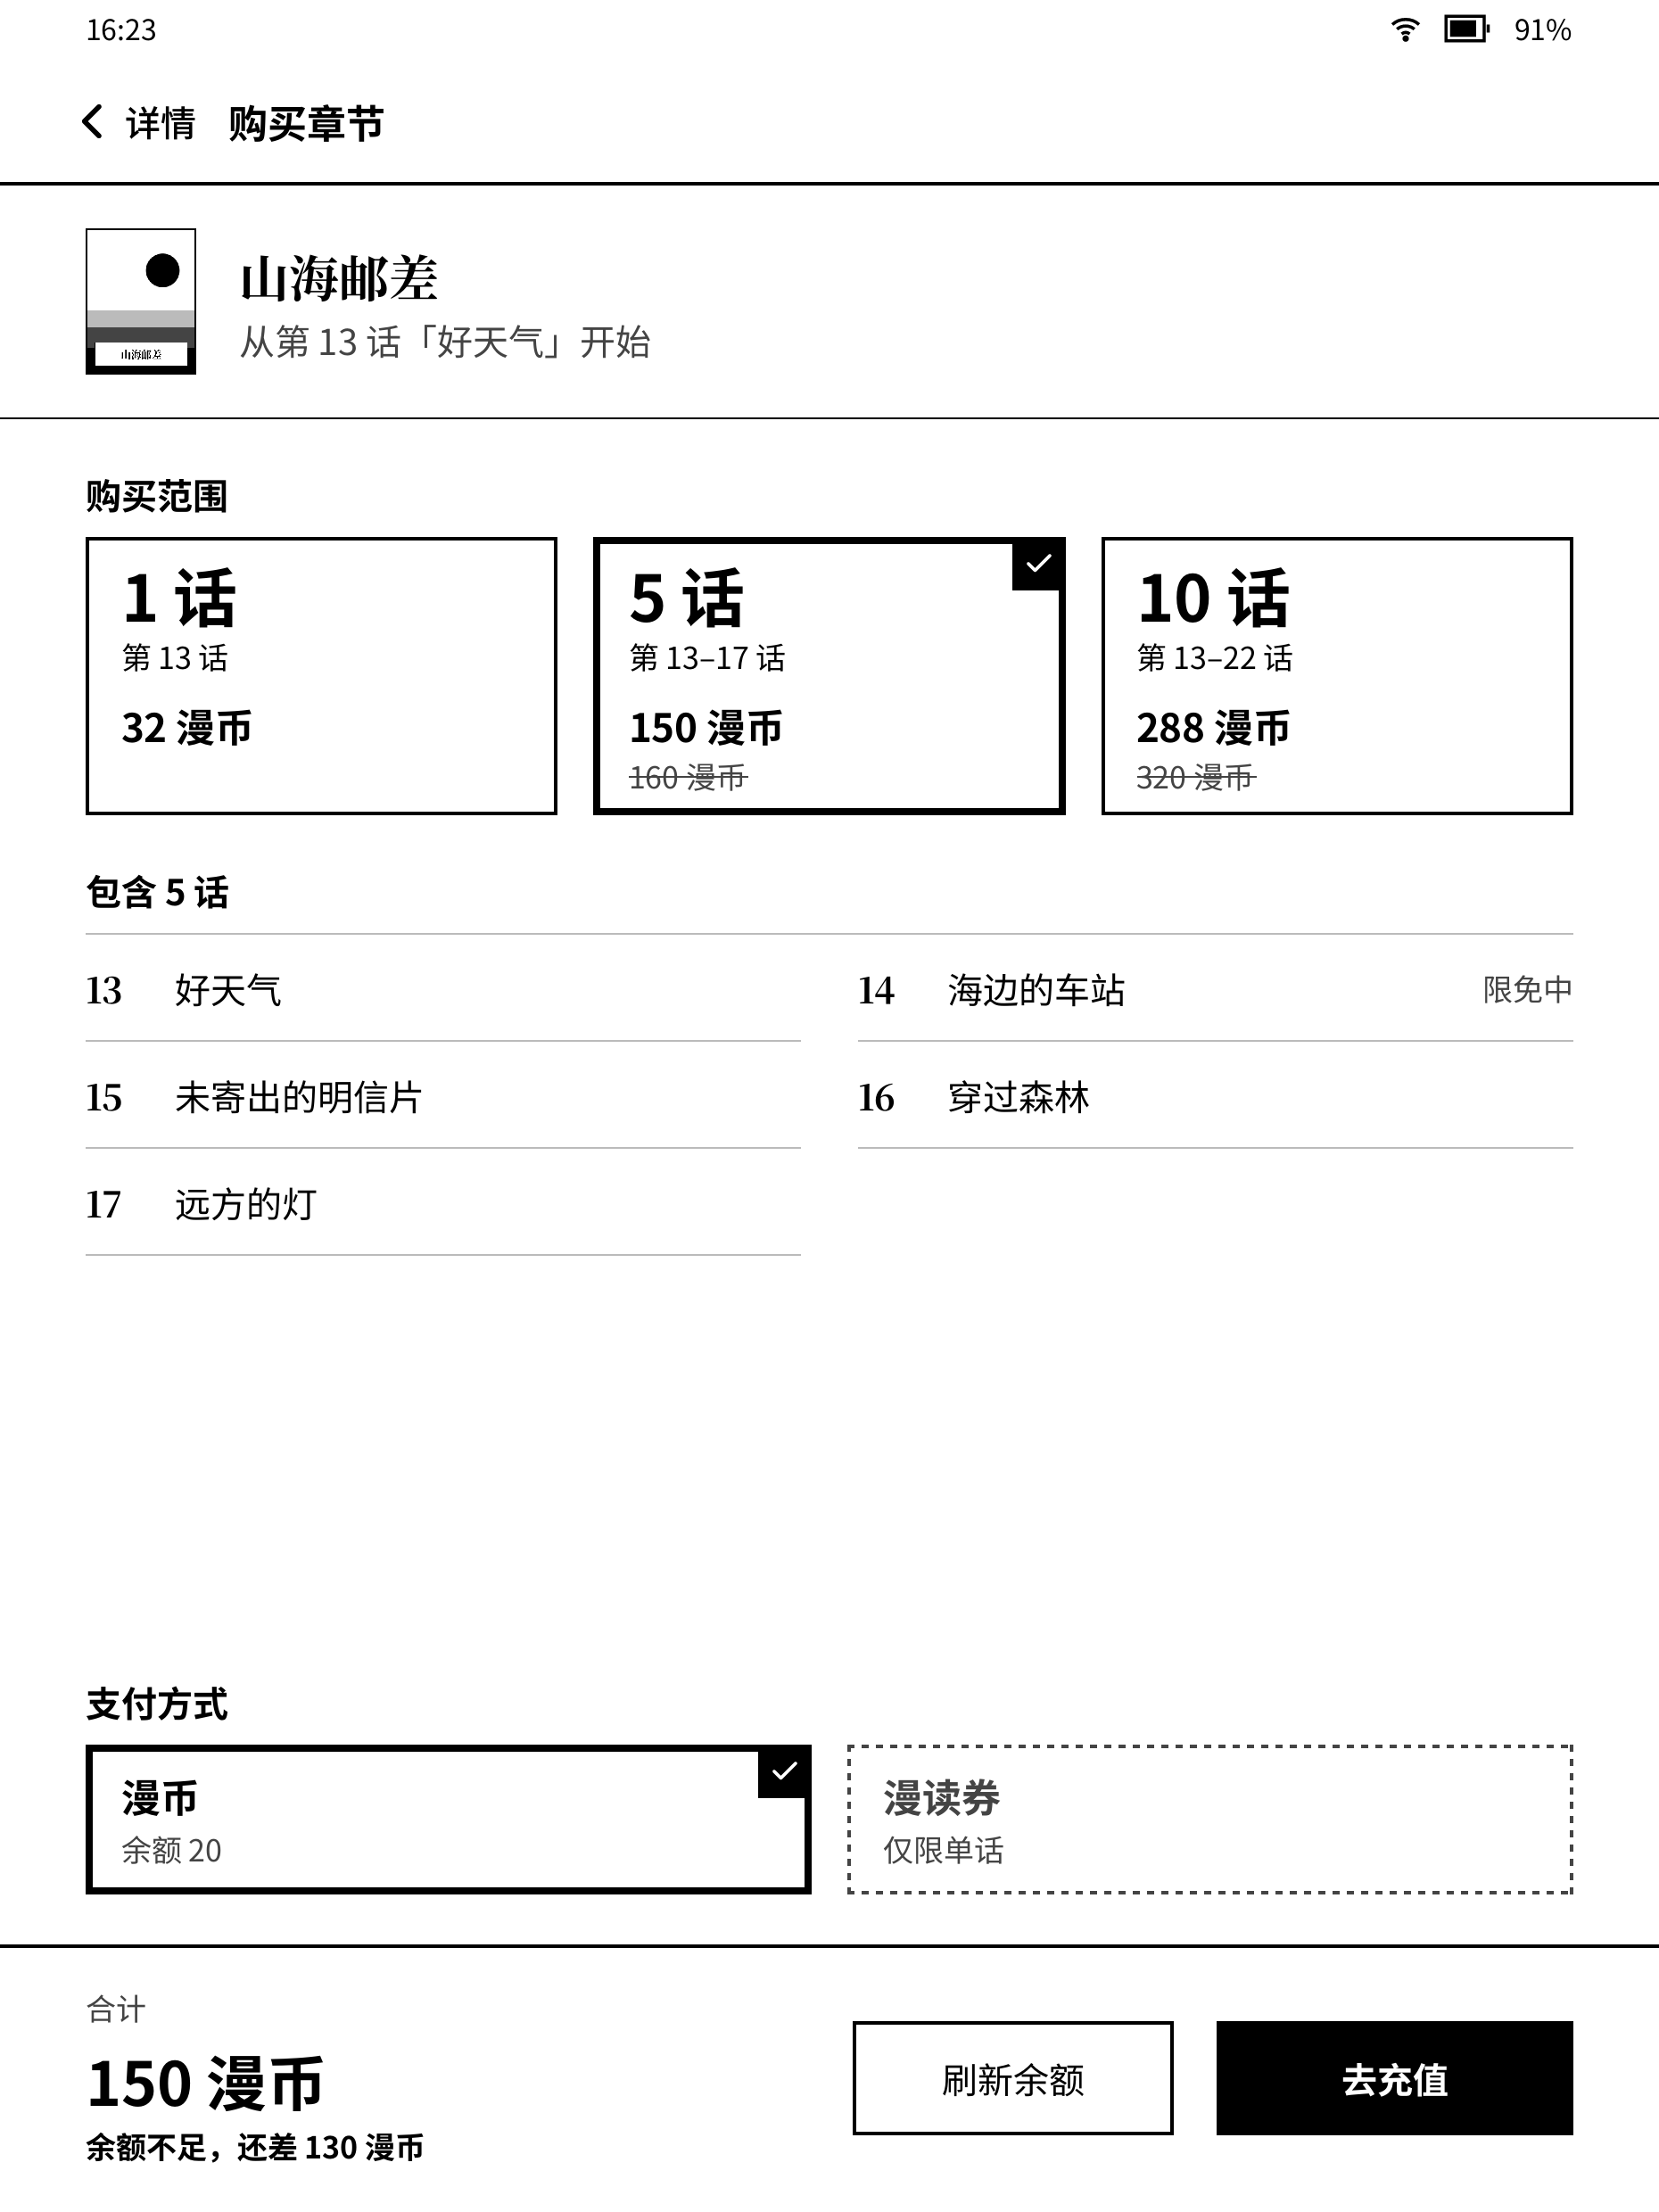 16:23
91%
详情 购买章节
山海邮差
山海邮差
从第 13 话「好天气」开始
购买范围
1 话
第 13 话
32 漫币
5 话
第 13–17 话
150 漫币
160 漫币
10 话
第 13–22 话
288 漫币
320 漫币
包含 5 话
13 好天气
14 海边的车站 限免中
15 未寄出的明信片
16 穿过森林
17 远方的灯
支付方式
漫币
余额 20
漫读券
仅限单话
合计
150 漫币
余额不足，还差 130 漫币
刷新余额
去充值